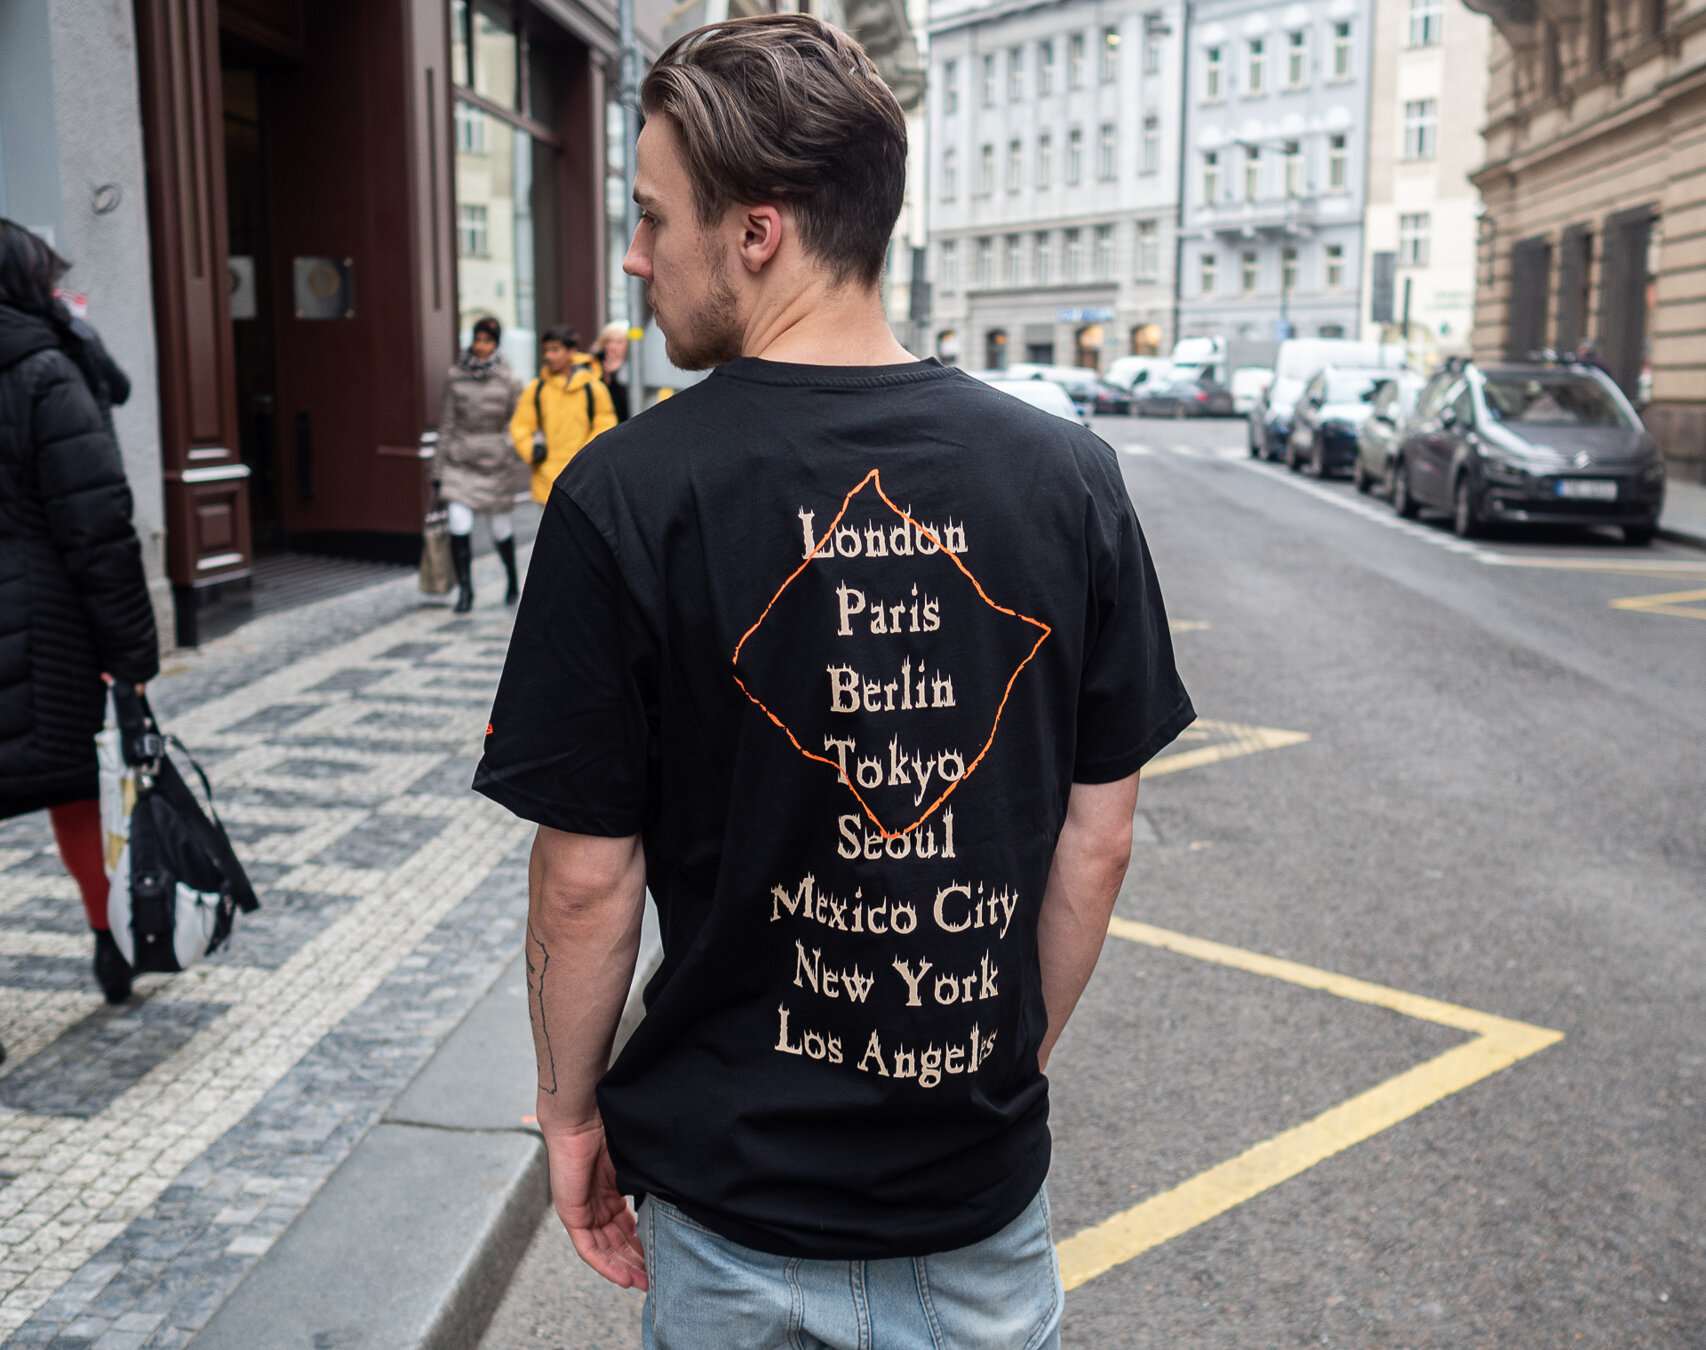 London
Paris
Berlin
Tokyo
Seoul
Mexico City
New York
Los Angeles